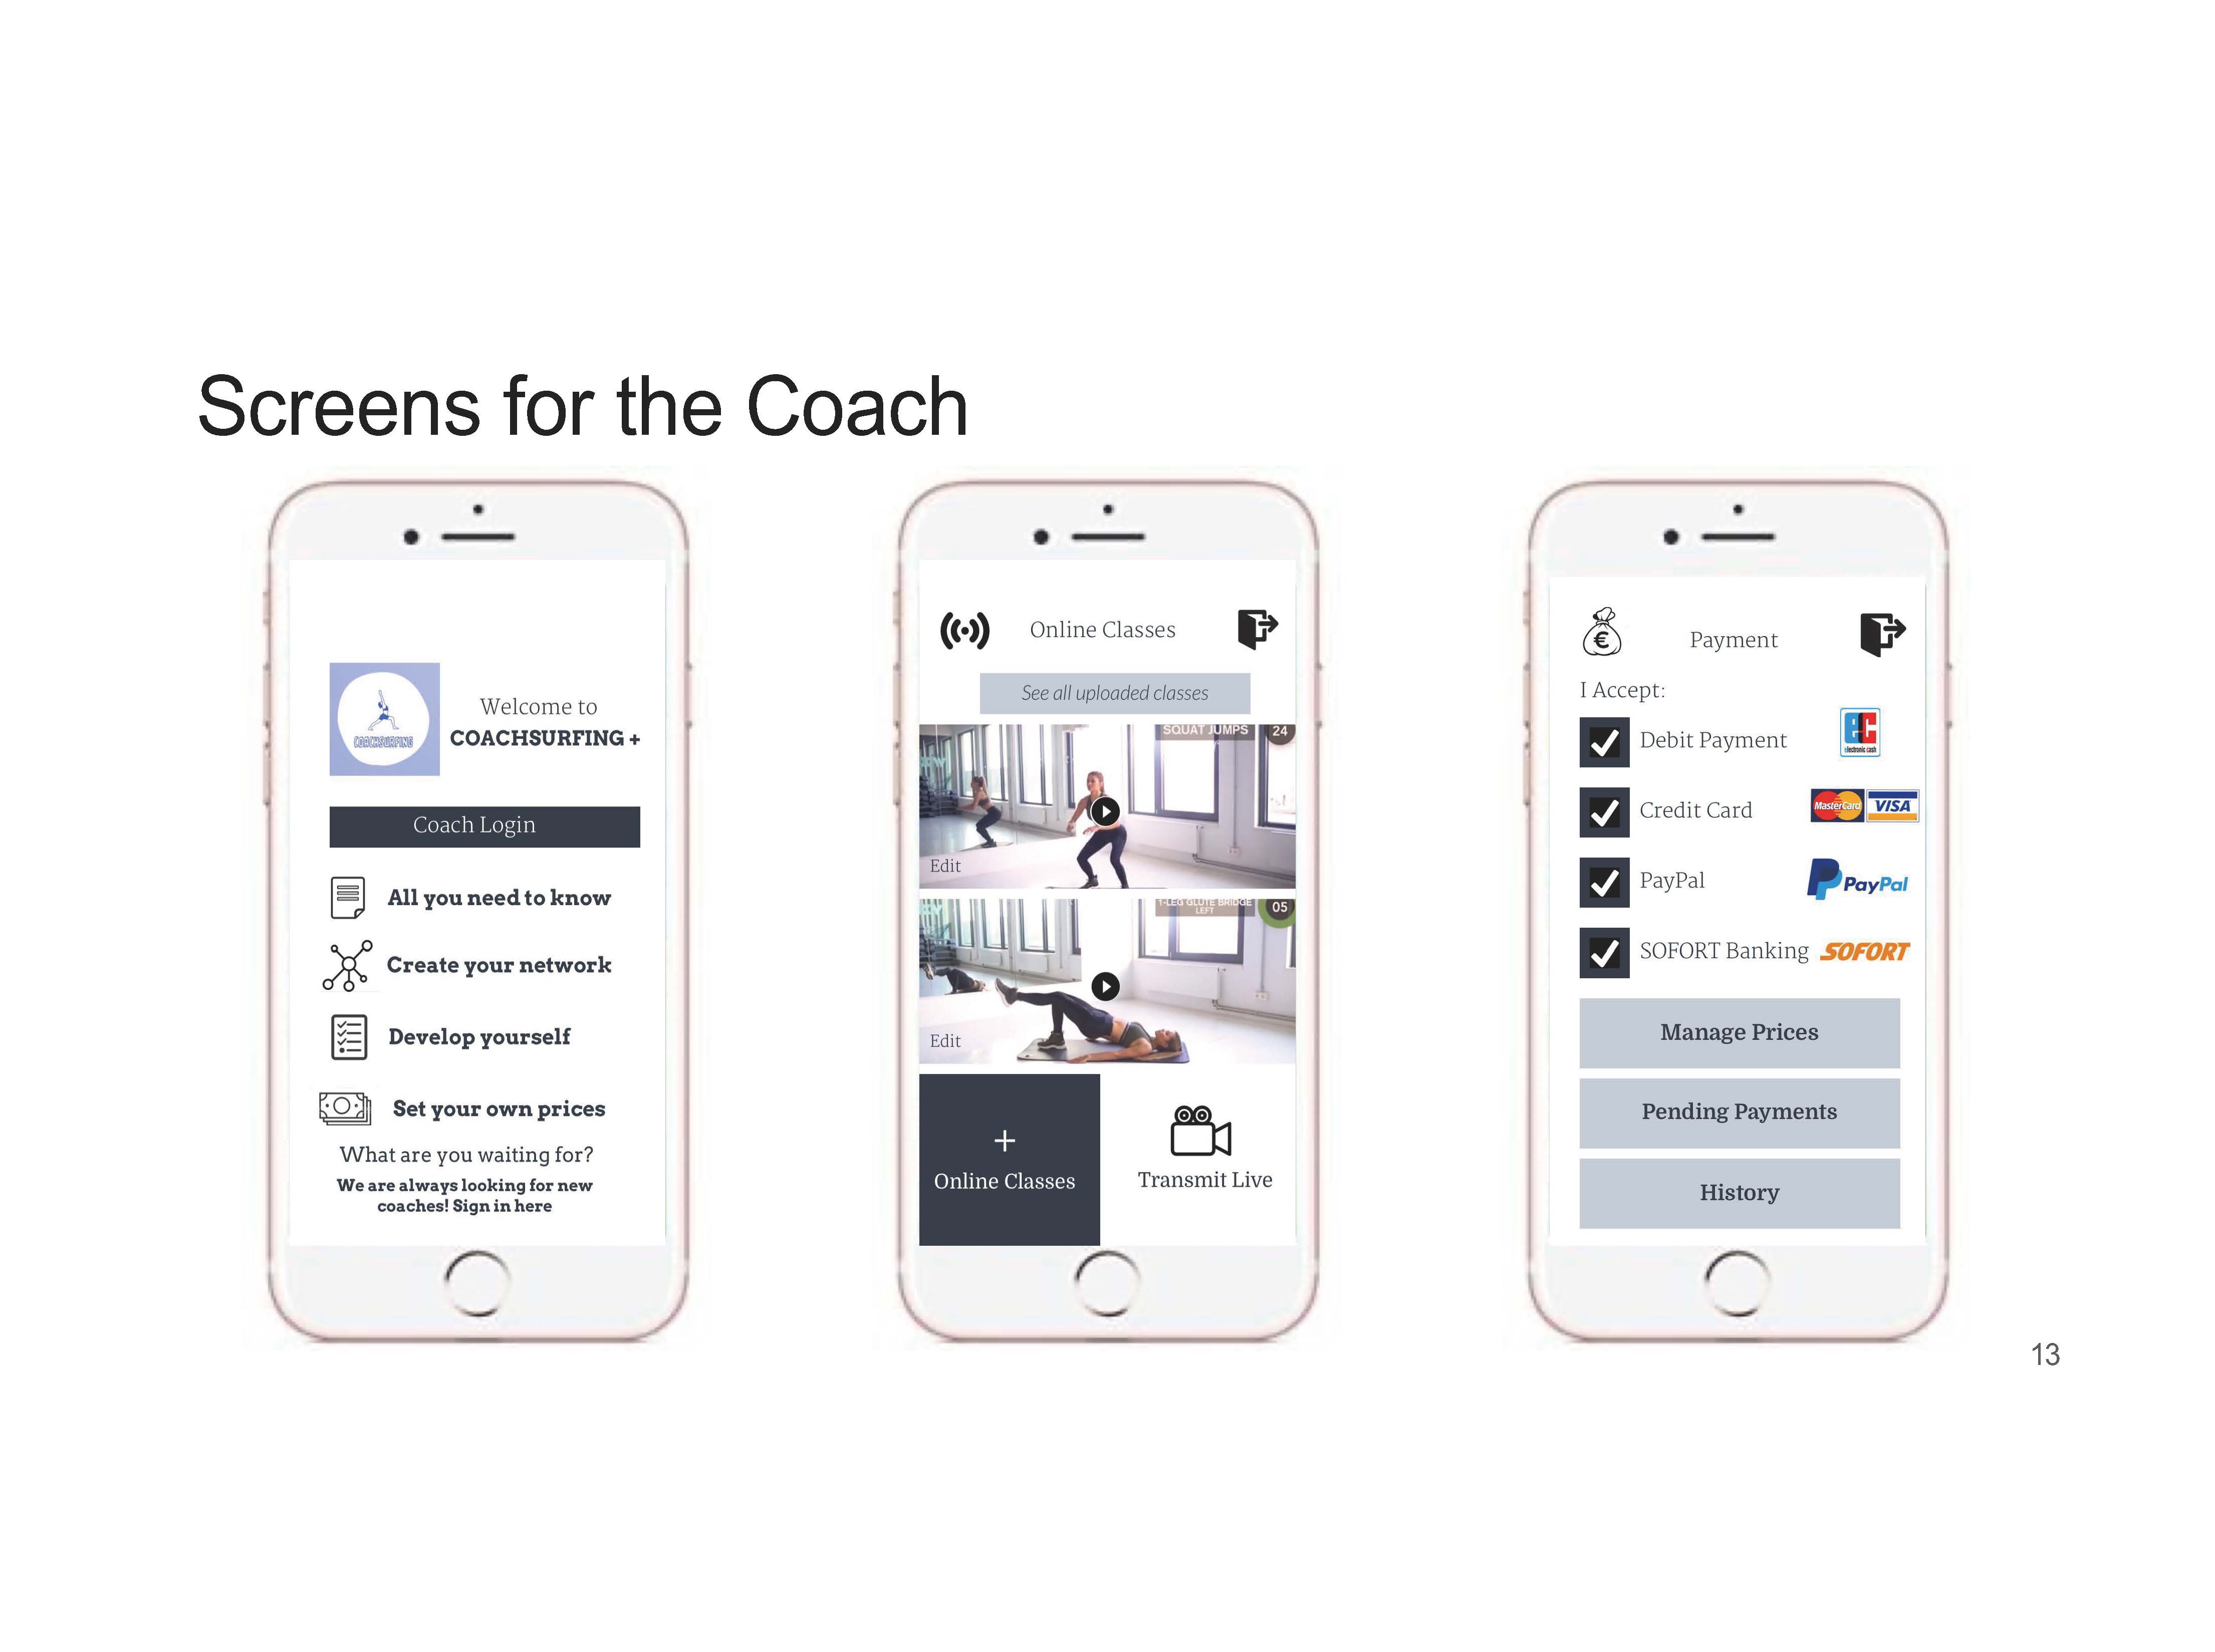 Screens for the Coach
COACHSURFING
Welcome to
COACHSURFING +
Coach Login
All you need to know
Create your network
Develop yourself
Set your own prices
What are you waiting for?
We are always looking for new
coaches! Sign in here
Online Classes
See all uploaded classes
SQUAT JUMPS
24
Edit
1-LEG GLUTE BRIDGE
LEFT
05
Edit
+
Online Classes
Transmit Live
€
Payment
I Accept:
Debit Payment
electronic cash
Credit Card
MasterCard
VISA
PayPal
PayPal
SOFORT Banking
SOFORT
Manage Prices
Pending Payments
History
13